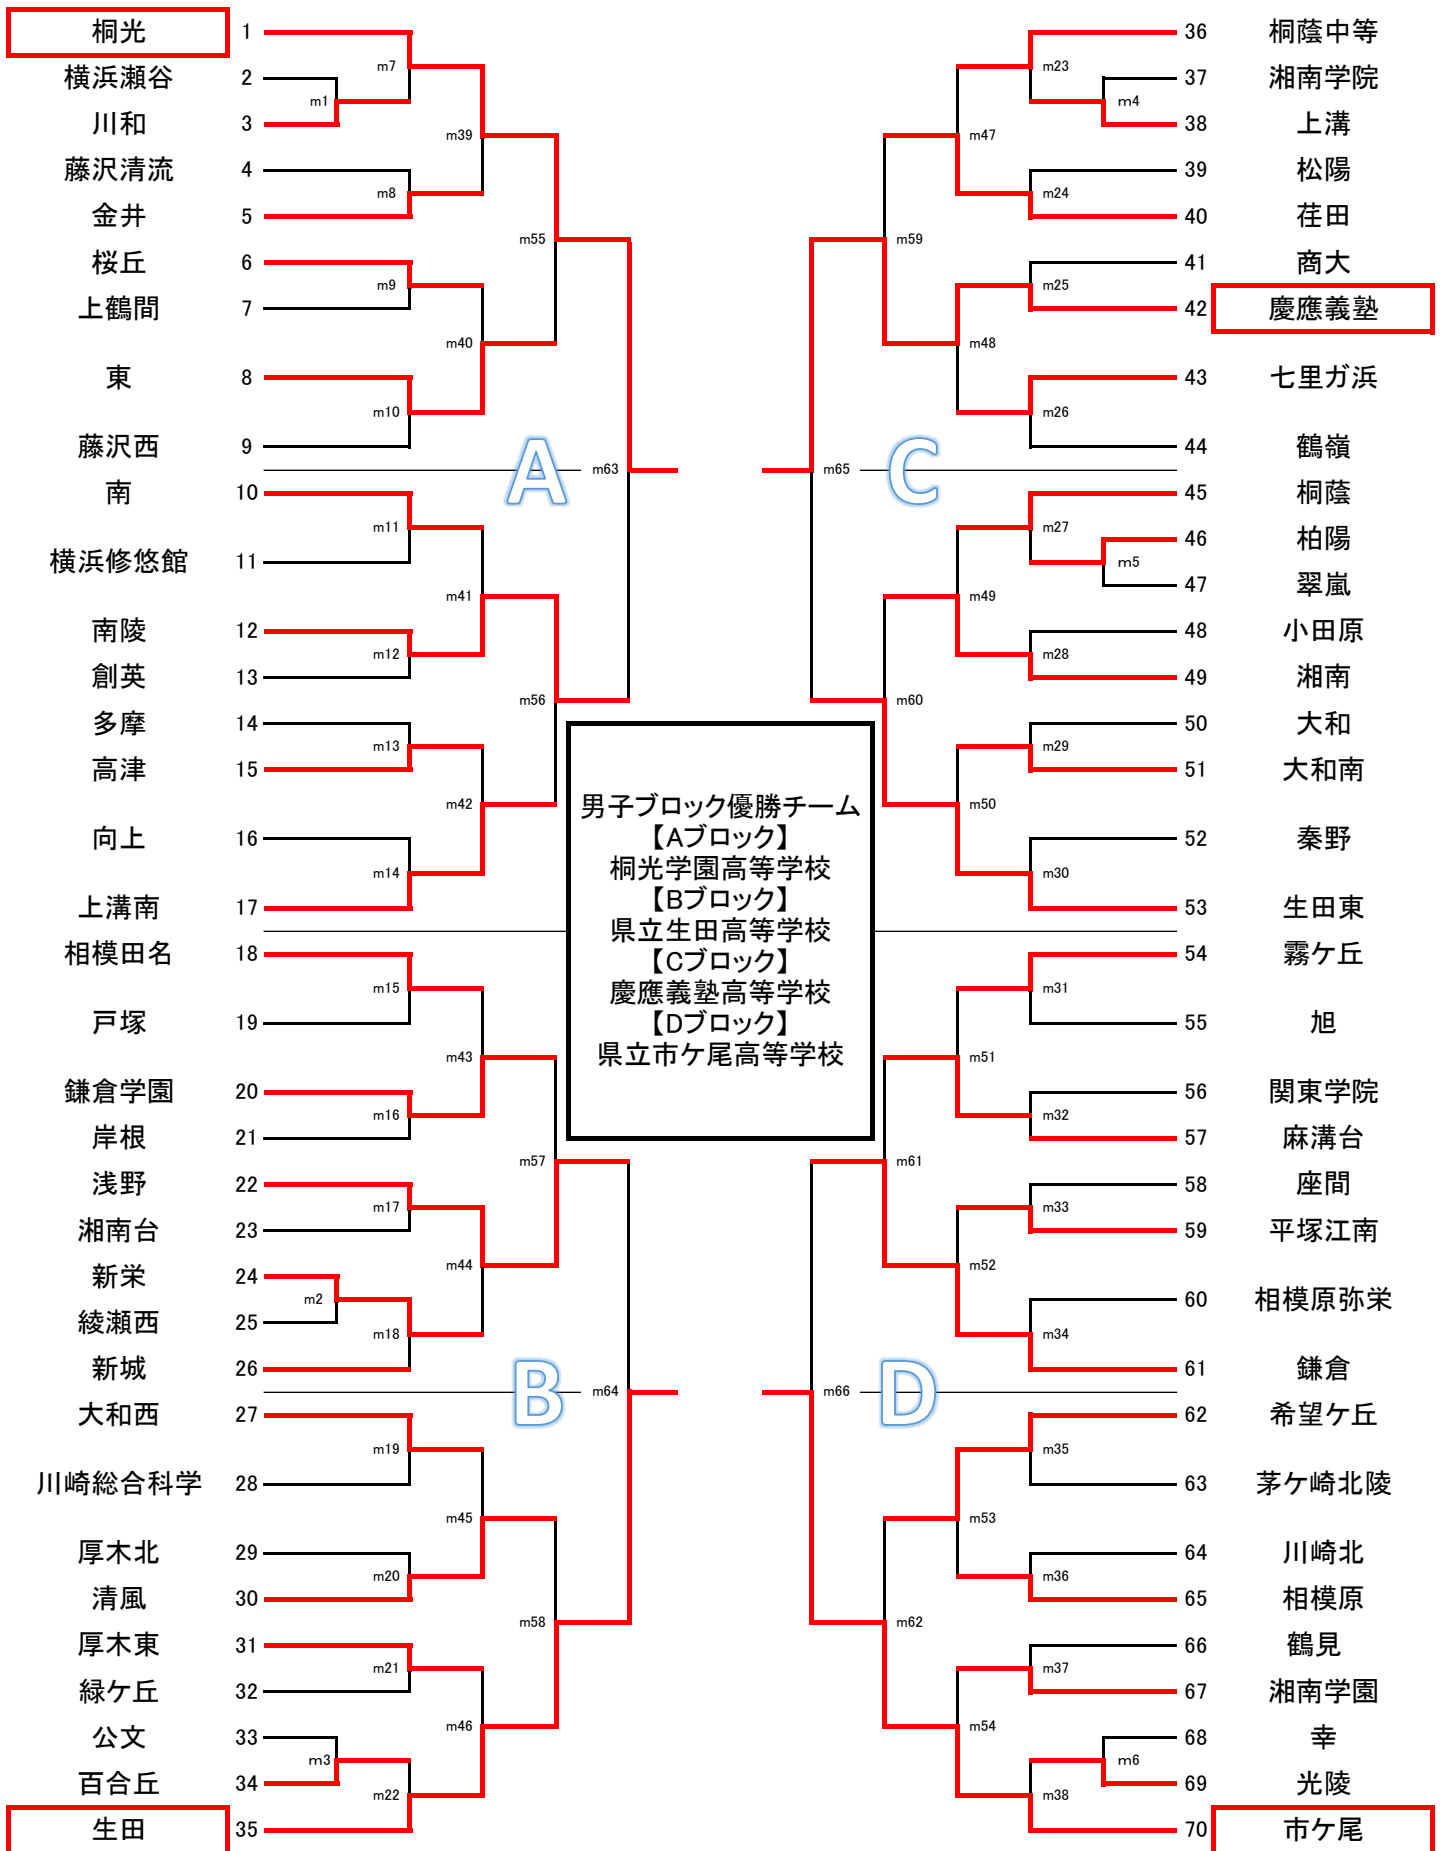 桐光 1
横浜瀬谷 2
川和 3
藤沢清流 4
金井 5
桜丘 6
上鶴間 7
東 8
藤沢西 9
南 10
横浜修悠館 11
南陵 12
創英 13
多摩 14
高津 15
向上 16
上溝南 17
相模田名 18
戸塚 19
鎌倉学園 20
岸根 21
浅野 22
湘南台 23
新栄 24
綾瀬西 25
新城 26
大和西 27
川崎総合科学 28
厚木北 29
清風 30
厚木東 31
緑ケ丘 32
公文 33
百合丘 34
生田 35
m1
m2
m3
m7
m8
m9
m10
m11
m12
m13
m14
m15
m16
m17
m18
m19
m20
m21
m22
m39
m40
m41
m42
m43
m44
m45
m46
m55
m56
m57
m58
m63
m64
A
B
男子ブロック優勝チーム
【Aブロック】
桐光学園高等学校
【Bブロック】
県立生田高等学校
【Cブロック】
慶應義塾高等学校
【Dブロック】
県立市ケ尾高等学校
C
D
m65
m66
m59
m60
m61
m62
m47
m48
m49
m50
m51
m52
m53
m54
m23
m24
m25
m26
m27
m28
m29
m30
m31
m32
m33
m34
m35
m36
m37
m38
m4
m5
m6
36 桐蔭中等
37 湘南学院
38 上溝
39 松陽
40 荏田
41 商大
42 慶應義塾
43 七里ガ浜
44 鶴嶺
45 桐蔭
46 柏陽
47 翠嵐
48 小田原
49 湘南
50 大和
51 大和南
52 秦野
53 生田東
54 霧ケ丘
55 旭
56 関東学院
57 麻溝台
58 座間
59 平塚江南
60 相模原弥栄
61 鎌倉
62 希望ケ丘
63 茅ケ崎北陵
64 川崎北
65 相模原
66 鶴見
67 湘南学園
68 幸
69 光陵
70 市ケ尾